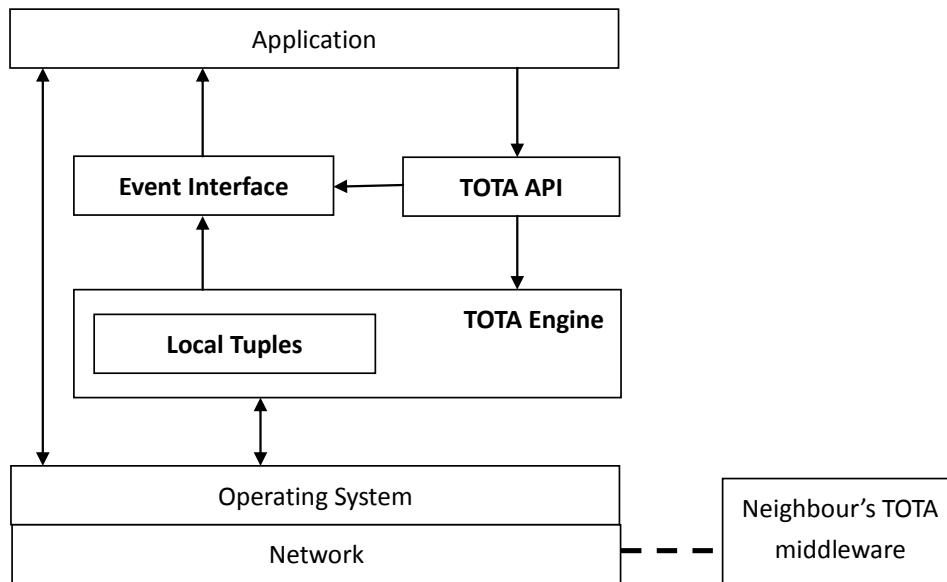 Application
Event Interface
TOTA API
TOTA Engine
Local Tuples
Operating System
Network
Neighbour's TOTA
middleware